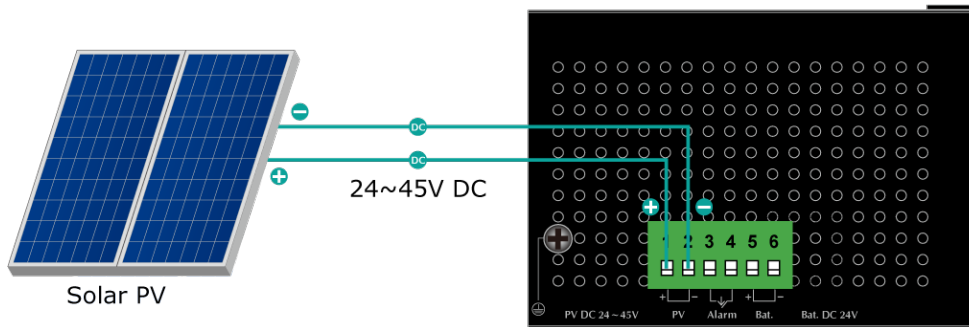 DC
DC
24~45V DC
Solar PV
1 2 3 4 5 6
PV DC 24~45V PV Alarm Bat. Bat. DC 24V